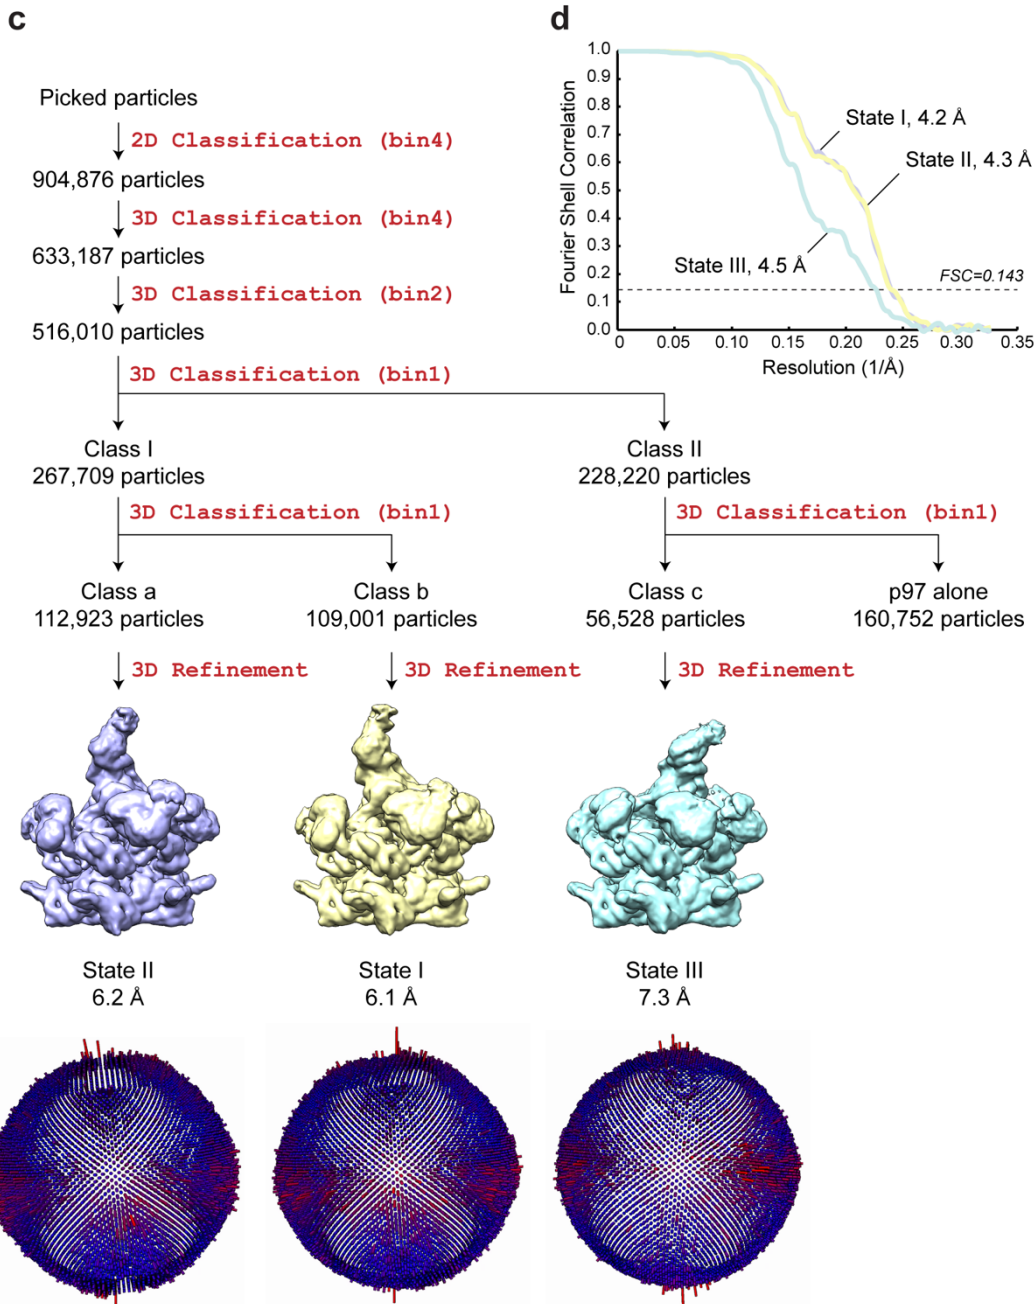 c
Picked particles
2D Classification (bin4)
904,876 particles
3D Classification (bin4)
633,187 particles
3D Classification (bin2)
516,010 particles
3D Classification (bin1)
Class I
267,709 particles
Class II
228,220 particles
3D Classification (bin1)
3D Classification (bin1)
Class a
112,923 particles
Class b
109,001 particles
Class c
56,528 particles
p97 alone
160,752 particles
3D Refinement
3D Refinement
3D Refinement
State II
6.2 Å
State I
6.1 Å
State III
7.3 Å
d
Fourier Shell Correlation
1.0
0.9
0.8
0.7
0.6
0.5
0.4
0.3
0.2
0.1
0.0
State I, 4.2 Å
State II, 4.3 Å
State III, 4.5 Å
FSC=0.143
0 0.05 0.10 0.15 0.20 0.25 0.30 0.35
Resolution (1/Å)